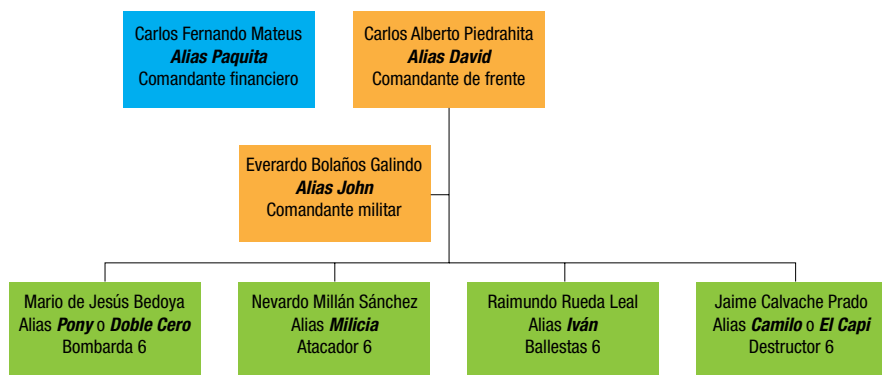 Carlos Fernando Mateus
Alias Paquita
Comandante financiero
Carlos Alberto Piedrahita
Alias David
Comandante de frente
Everardo Bolaños Galindo
Alias John
Comandante militar
Mario de Jesús Bedoya
Alias Pony o Doble Cero
Bombarda 6
Nevardo Millán Sánchez
Alias Milicia
Atacador 6
Raimundo Rueda Leal
Alias Iván
Ballestas 6
Jaime Calvache Prado
Alias Camilo o El Capi
Destructor 6